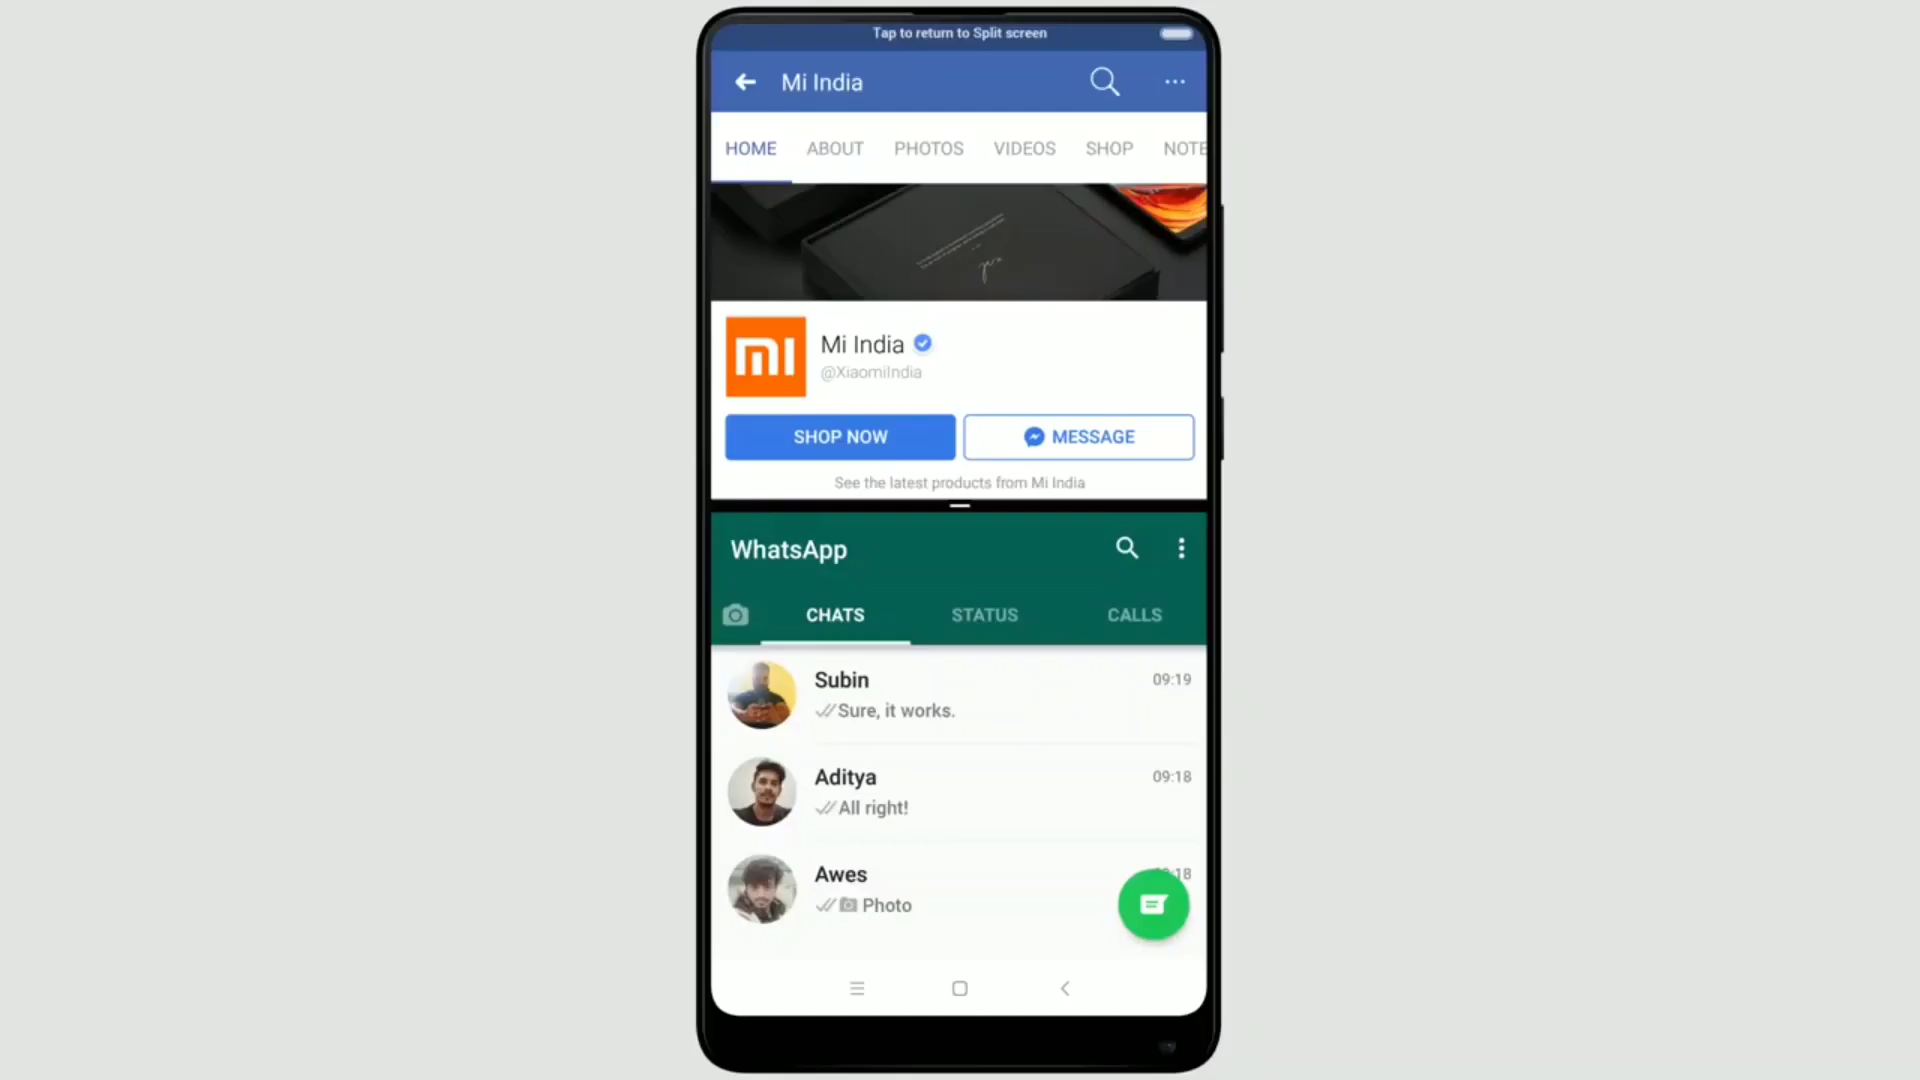 Tap to return to Split screen
Mi India
HOME ABOUT PHOTOS VIDEOS SHOP NOTE
mi
Mi India
@XiaomiIndia
SHOP NOW MESSAGE
See the latest products from Mi India
WhatsApp
CHATS STATUS CALLS
Subin 09:19
Sure, it works.
Aditya 09:18
All right!
Awes
Photo